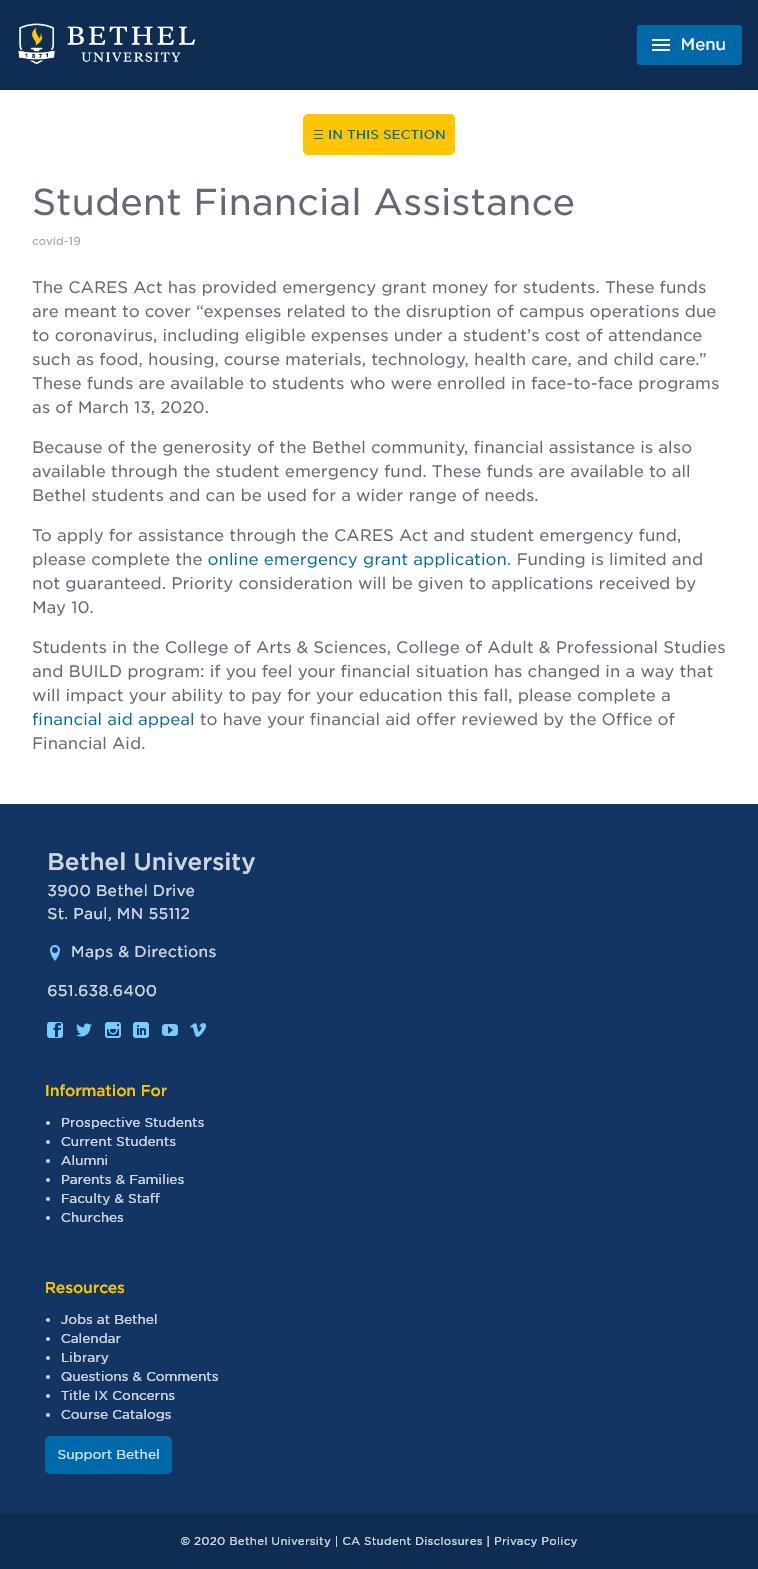 BETHEL
UNIVERSITY
1871
Menu
☰ IN THIS SECTION
Student Financial Assistance
covid-19
The CARES Act has provided emergency grant money for students. These funds
are meant to cover “expenses related to the disruption of campus operations due
to coronavirus, including eligible expenses under a student’s cost of attendance
such as food, housing, course materials, technology, health care, and child care.”
These funds are available to students who were enrolled in face-to-face programs
as of March 13, 2020.
Because of the generosity of the Bethel community, financial assistance is also
available through the student emergency fund. These funds are available to all
Bethel students and can be used for a wider range of needs.
To apply for assistance through the CARES Act and student emergency fund,
please complete the online emergency grant application. Funding is limited and
not guaranteed. Priority consideration will be given to applications received by
May 10.
Students in the College of Arts & Sciences, College of Adult & Professional Studies
and BUILD program: if you feel your financial situation has changed in a way that
will impact your ability to pay for your education this fall, please complete a
financial aid appeal to have your financial aid offer reviewed by the Office of
Financial Aid.
Bethel University
3900 Bethel Drive
St. Paul, MN 55112
Maps & Directions
651.638.6400
Information For
• Prospective Students
• Current Students
• Alumni
• Parents & Families
• Faculty & Staff
• Churches
Resources
• Jobs at Bethel
• Calendar
• Library
• Questions & Comments
• Title IX Concerns
• Course Catalogs
Support Bethel
© 2020 Bethel University | CA Student Disclosures | Privacy Policy